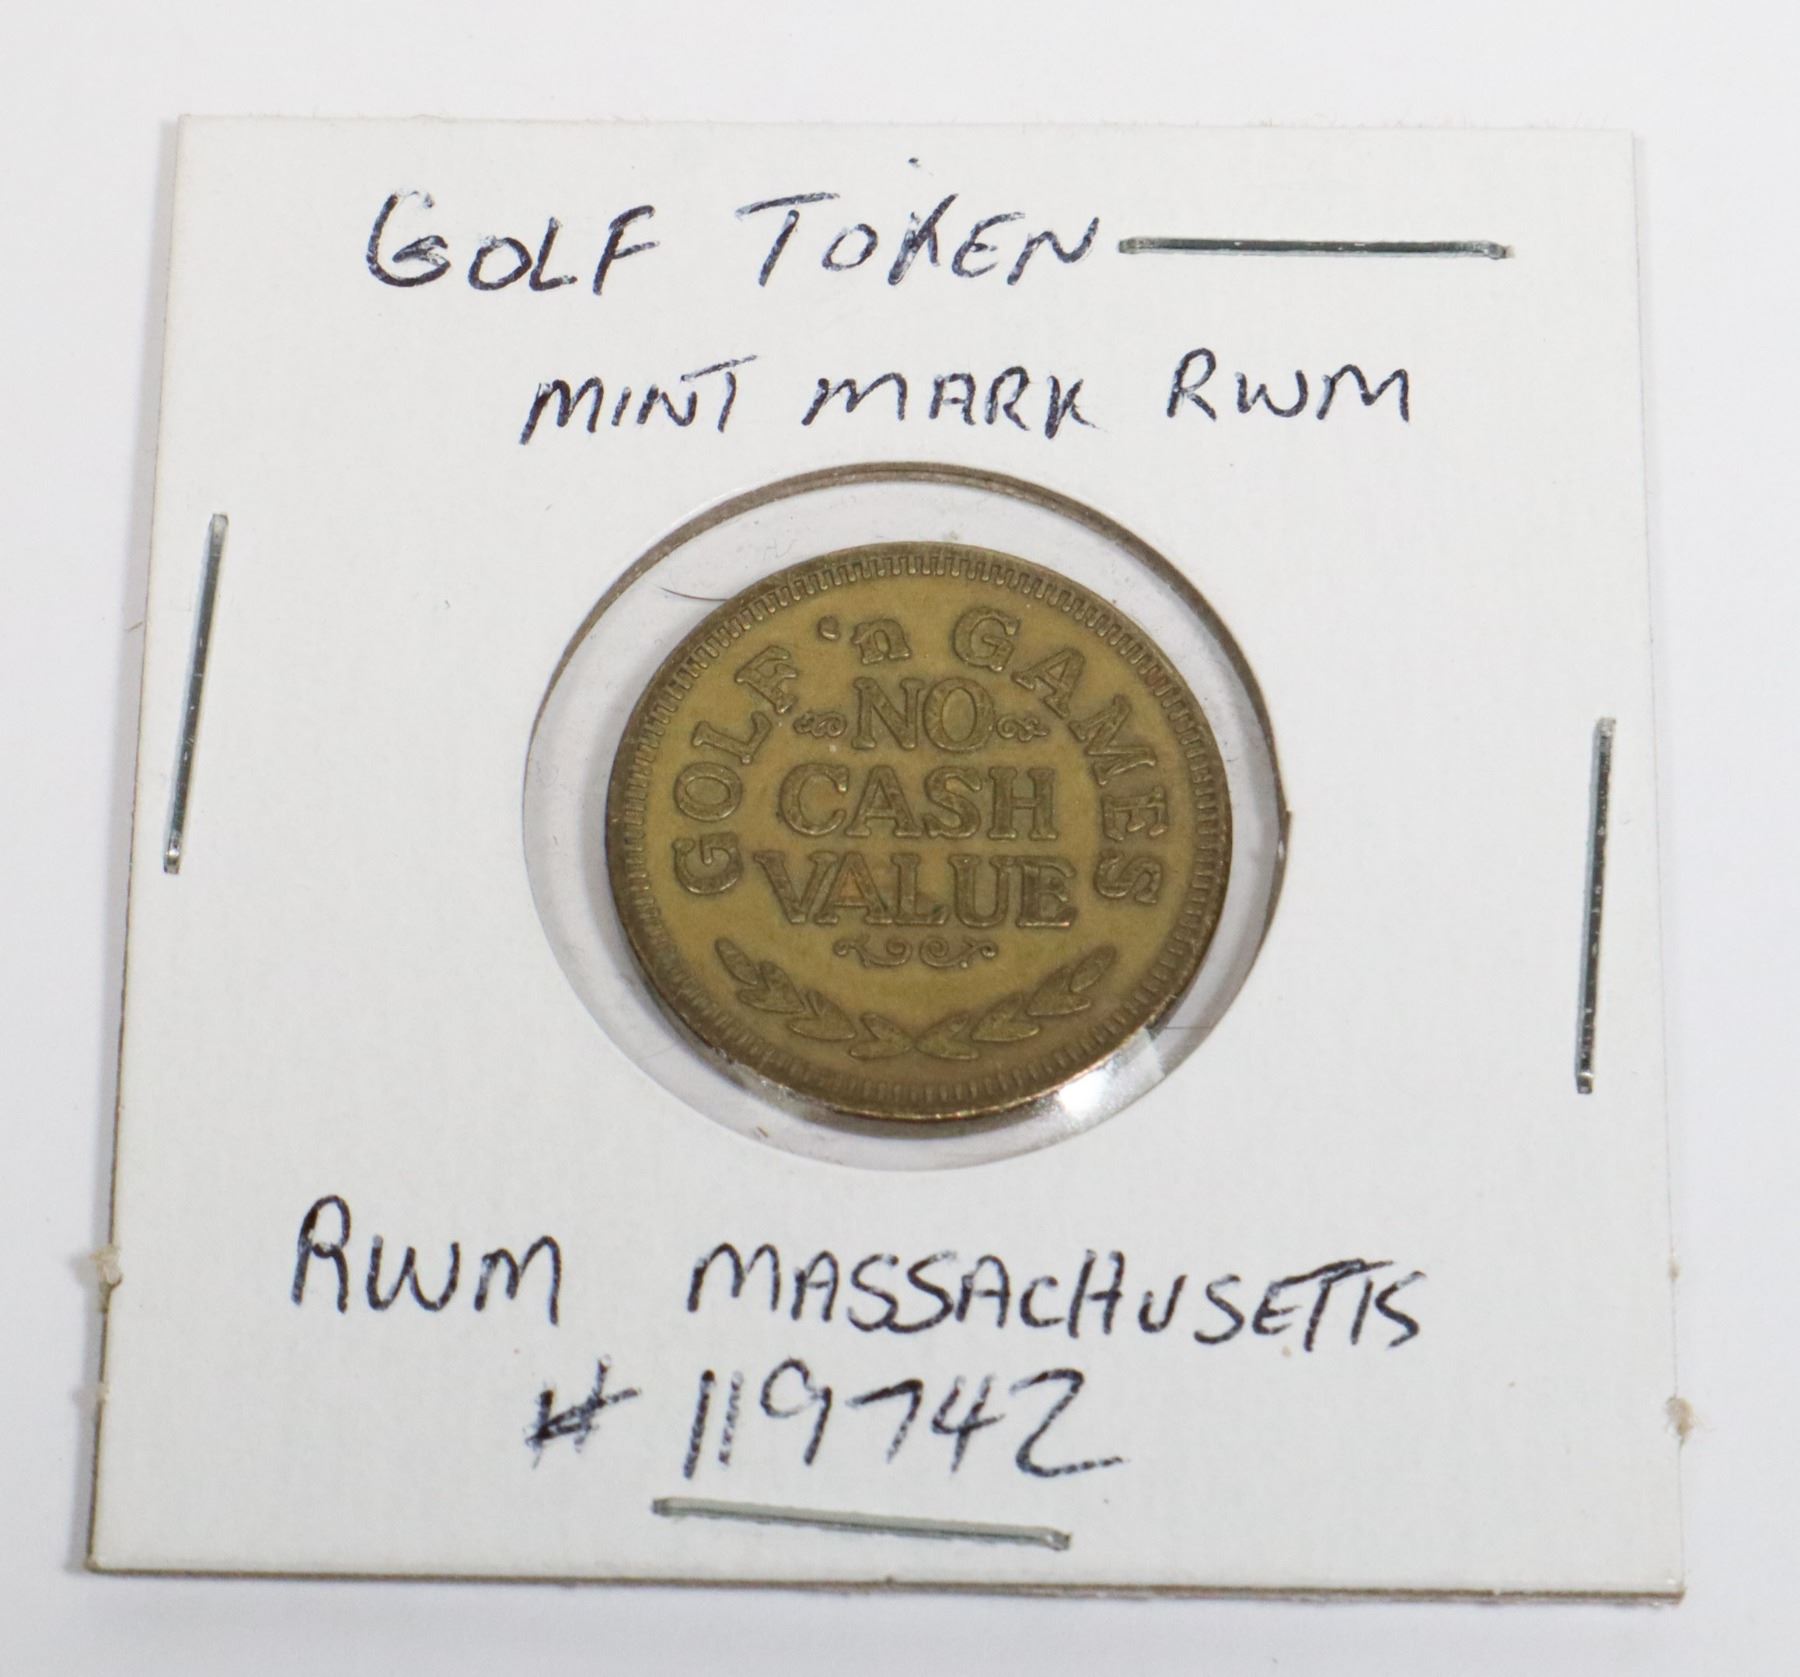 GOLF TOKEN
MINT MARK RWM
GOLF 'n GAMES
NO
CASH
VALUE
RWM MASSACHUSETTS
# 119742